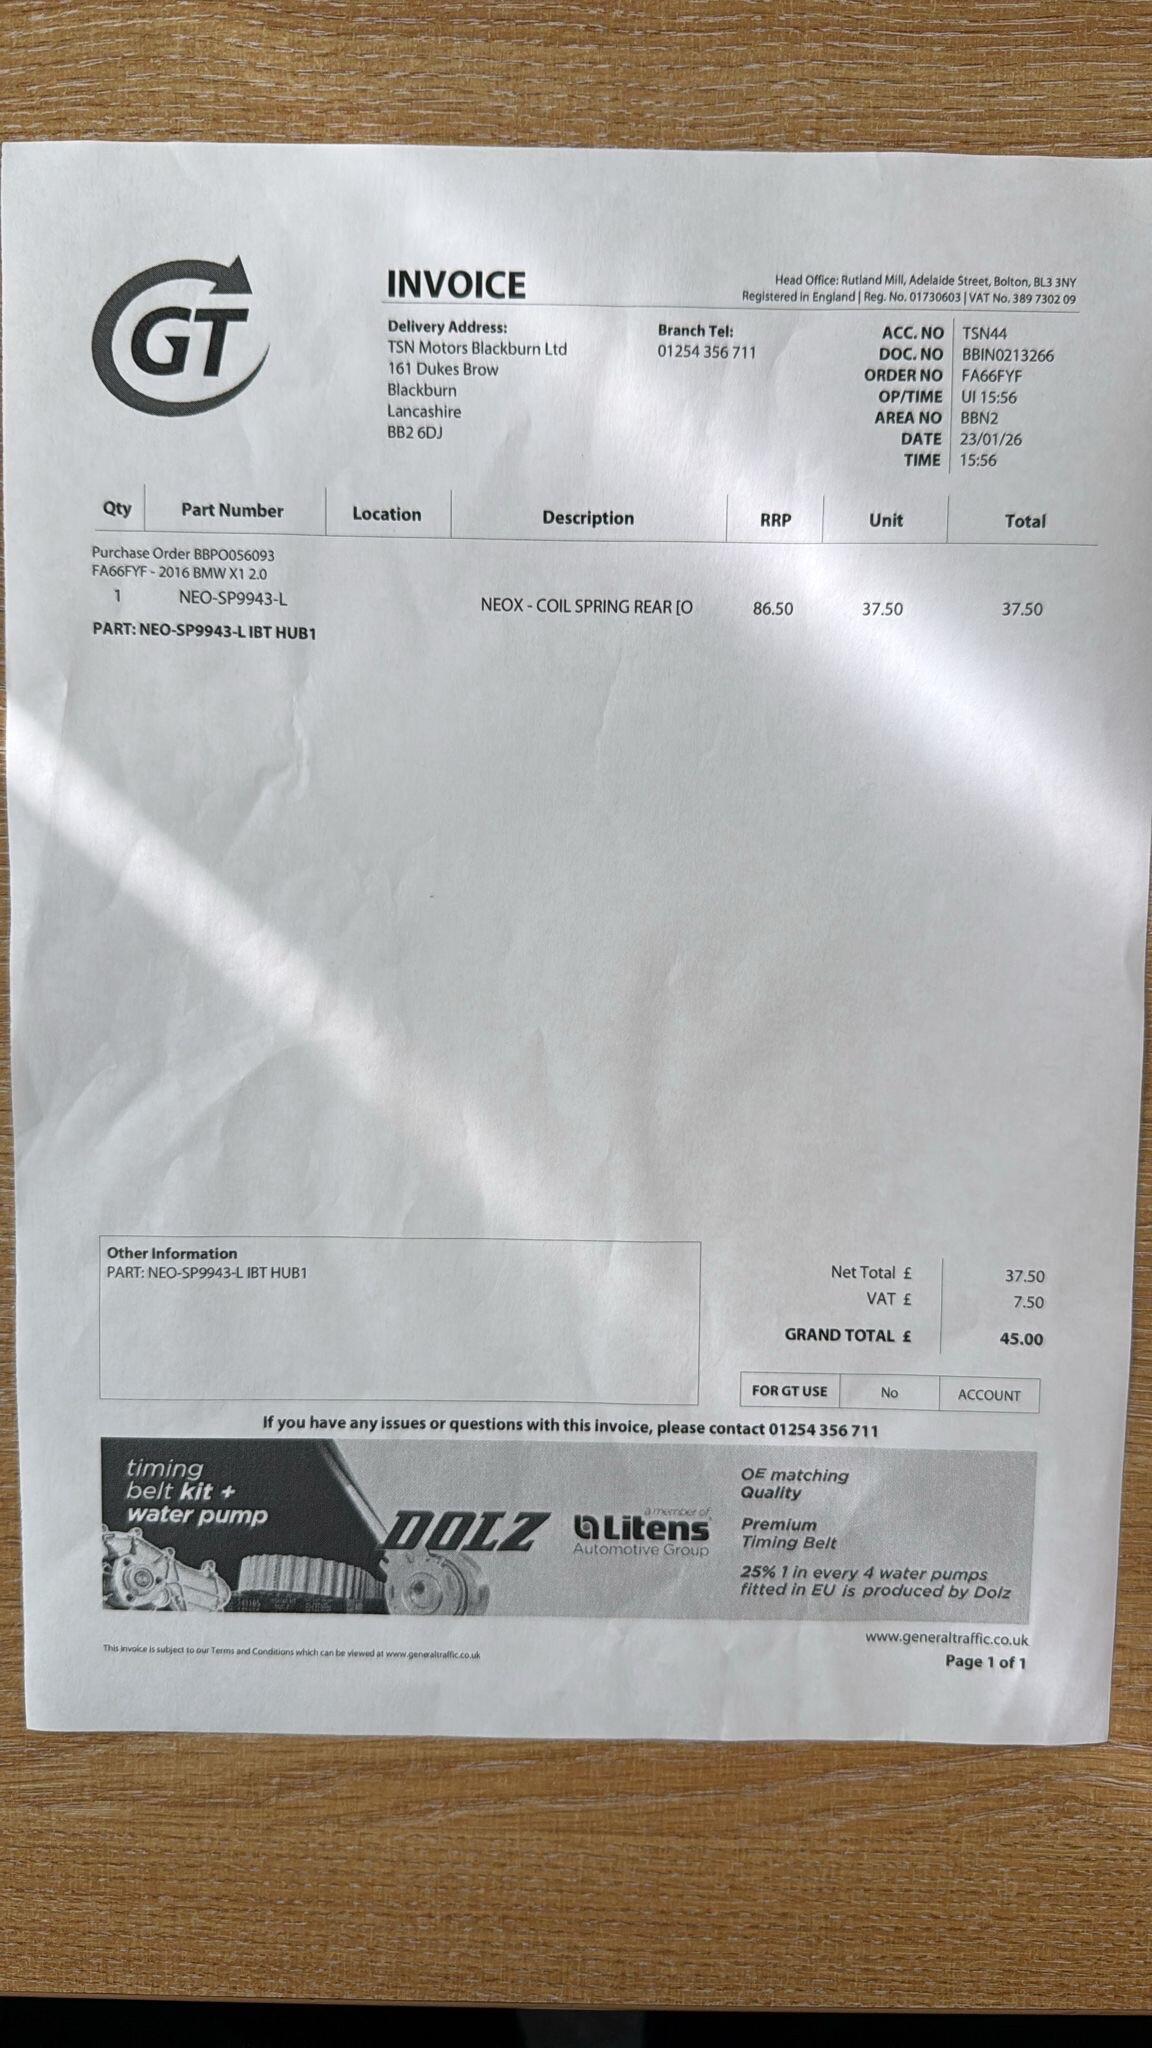 GT
INVOICE
Head Office: Rutland Mill, Adelaide Street, Bolton, BL3 3NY
Registered in England | Reg. No. 01730603 | VAT No. 389 7302 09
Delivery Address:
TSN Motors Blackburn Ltd
161 Dukes Brow
Blackburn
Lancashire
BB2 6DJ
Branch Tel:
01254 356 711
ACC. NO TSN44
DOC. NO BBIN0213266
ORDER NO FA66FYF
OP/TIME UI 15:56
AREA NO BBN2
DATE 23/01/26
TIME 15:56
Qty Part Number Location Description RRP Unit Total
Purchase Order BBPO056093
FA66FYF - 2016 BMW X1 2.0
1 NEO-SP9943-L NEOX - COIL SPRING REAR [O 86.50 37.50 37.50
PART: NEO-SP9943-L IBT HUB1
Other Information
PART: NEO-SP9943-L IBT HUB1
Net Total £ 37.50
VAT £ 7.50
GRAND TOTAL £ 45.00
FOR GT USE No ACCOUNT
If you have any issues or questions with this invoice, please contact 01254 356 711
timing
belt kit +
water pump
DOLZ
a member of
Litens
Automotive Group
OE matching
Quality
Premium
Timing Belt
25% 1 in every 4 water pumps
fitted in EU is produced by Dolz
www.generaltraffic.co.uk
This invoice is subject to our Terms and Conditions which can be viewed at www.generaltraffic.co.uk
Page 1 of 1